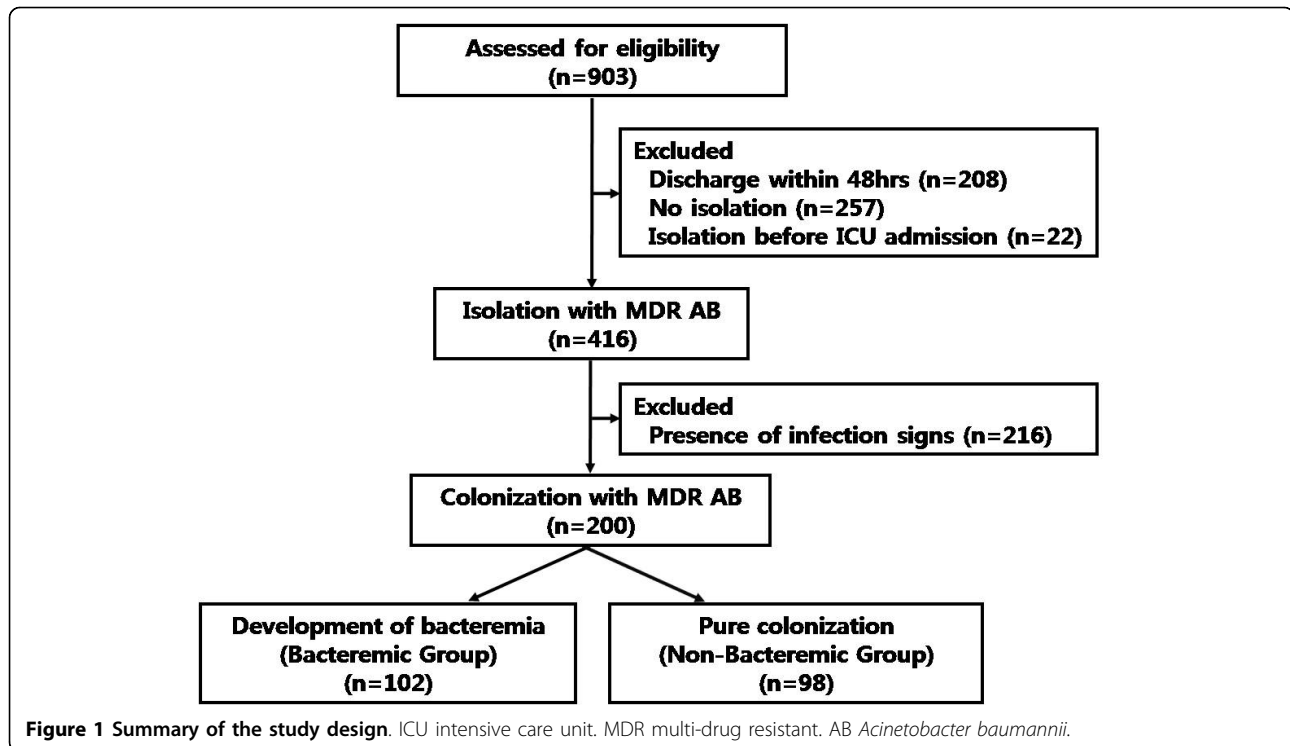 Assessed for eligibility
(n=903)
Excluded
Discharge within 48hrs (n=208)
No isolation (n=257)
Isolation before ICU admission (n=22)
Isolation with MDR AB
(n=416)
Excluded
Presence of infection signs (n=216)
Colonization with MDR AB
(n=200)
Development of bacteremia
(Bacteremic Group)
(n=102)
Pure colonization
(Non-Bacteremic Group)
(n=98)
Figure 1 Summary of the study design. ICU intensive care unit. MDR multi-drug resistant. AB Acinetobacter baumannii.